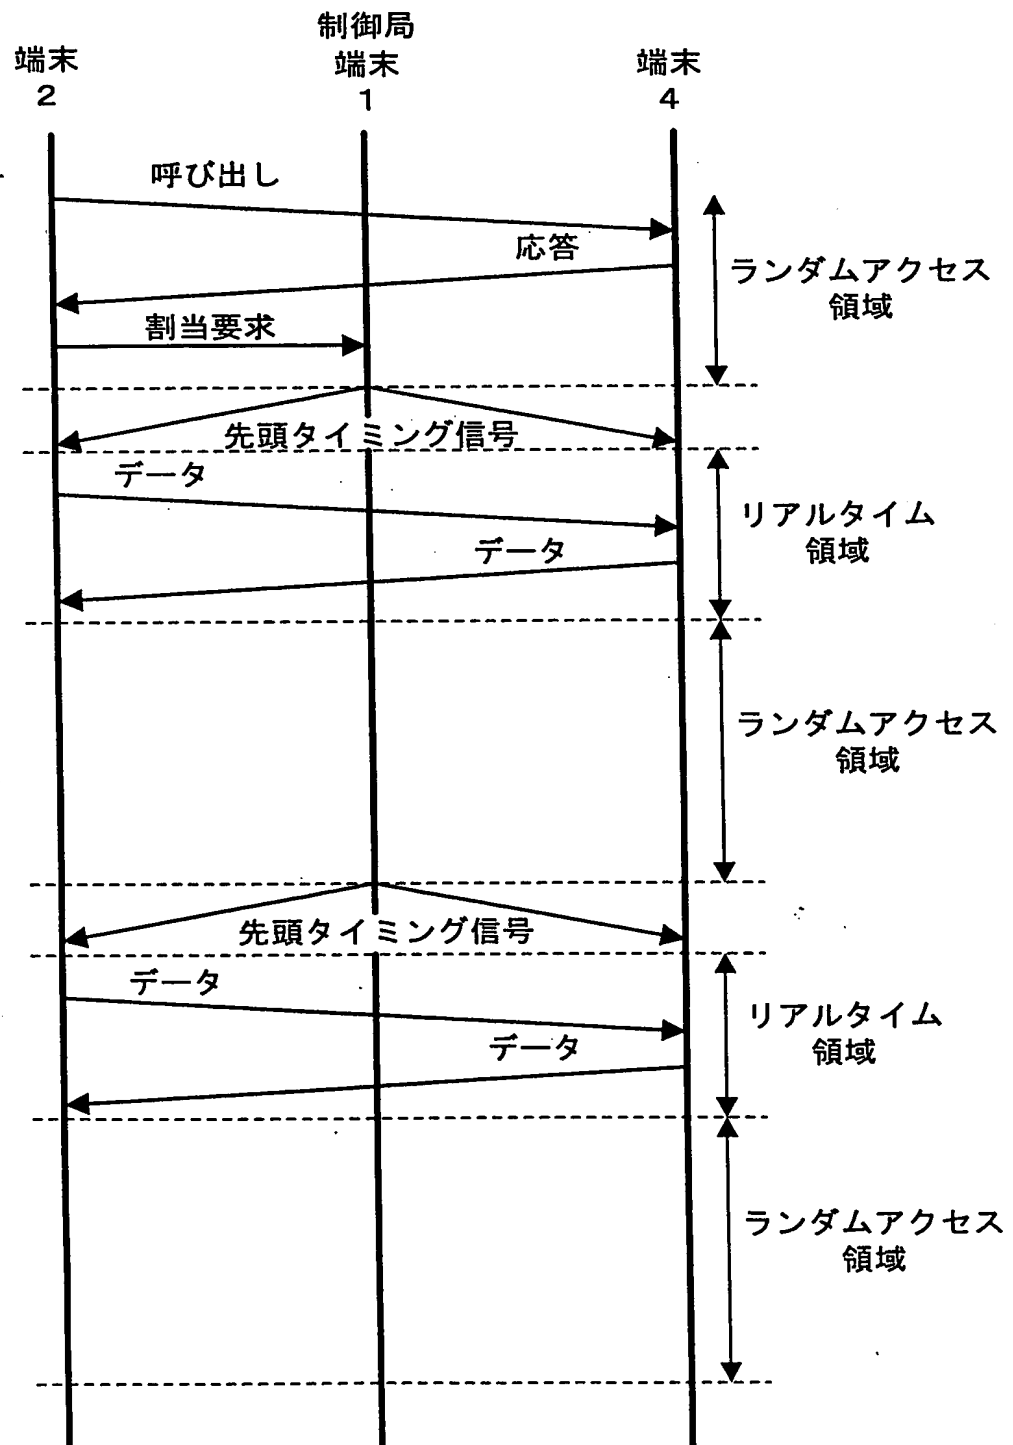 制御局
端末
端末
端末
2
1
4
呼び出し
応答
ランダムアクセス
領域
割当要求
先頭タイミング信号
データ
リアルタイム
領域
データ
ランダムアクセス
領域
先頭タイミング信号
データ
リアルタイム
領域
データ
ランダムアクセス
領域